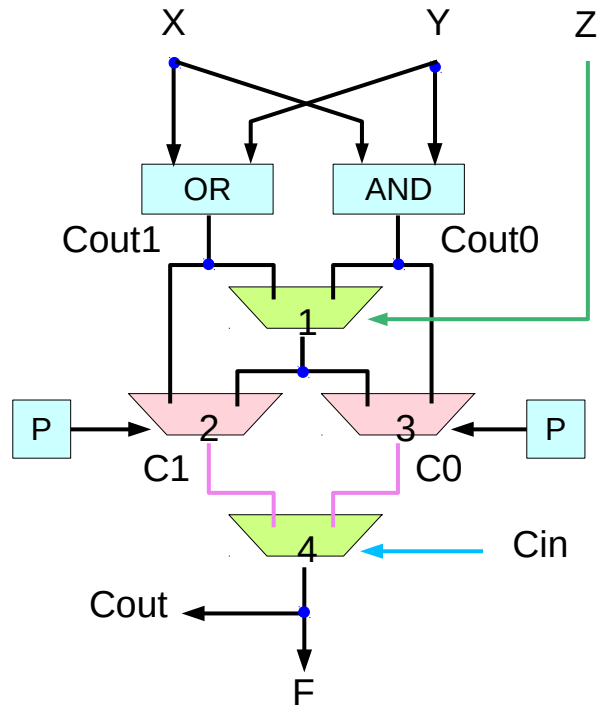 X Y Z
OR AND
Cout1 Cout0
1
P 2 3 P
C1 C0
4 Cin
Cout
F